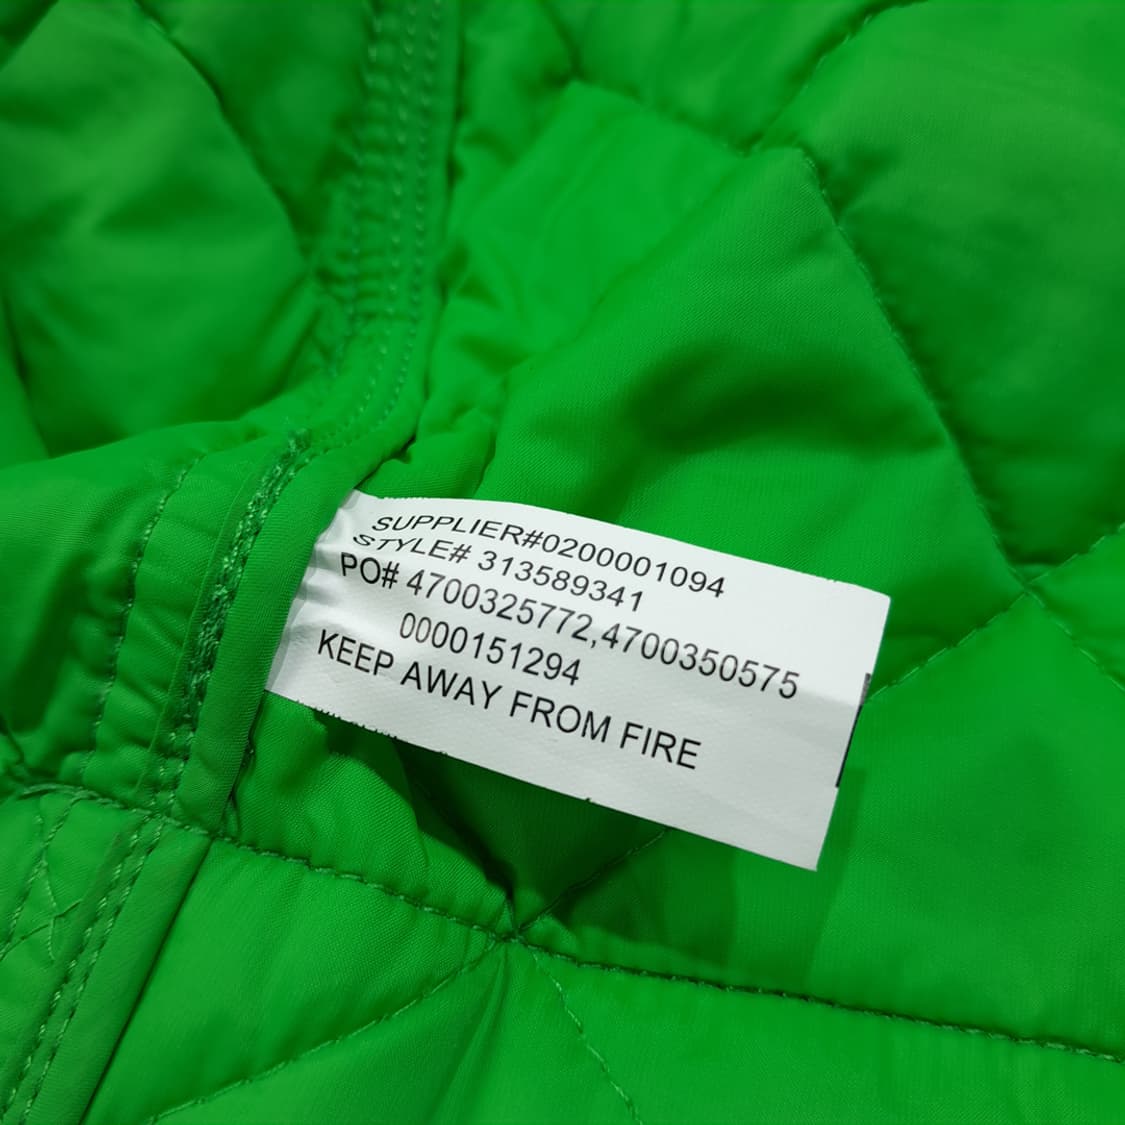 SUPPLIER#0200001094
STYLE# 313589341
PO# 4700325772,4700350575
0000151294
KEEP AWAY FROM FIRE